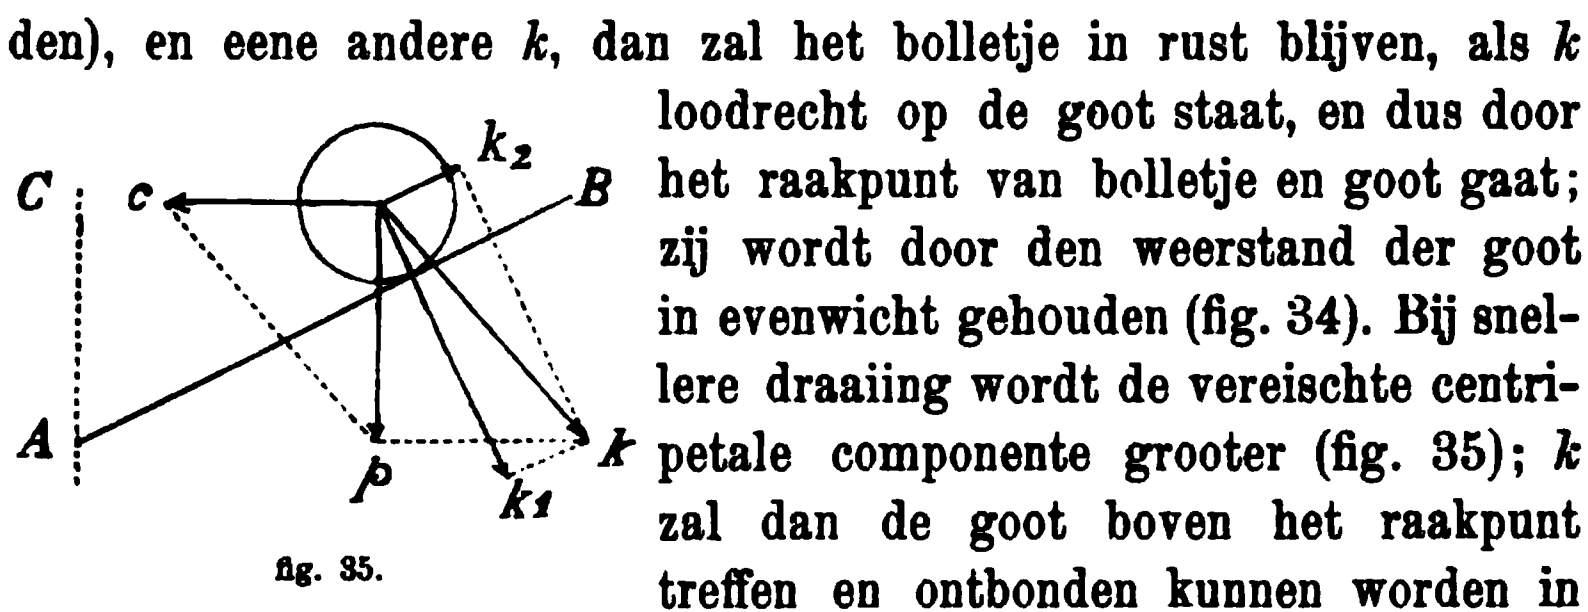 den), en eene andere k, dan zal het bolletje in rust blijven, als k
loodrecht op de goot staat, en dus door
het raakpunt van bolletje en goot gaat;
zij wordt door den weerstand der goot
in evenwicht gehouden (fig. 34). Bij snel-
lere draaiing wordt de vereischte centri-
petale componente grooter (fig. 35); k
zal dan de goot boven het raakpunt
treffen en ontbonden kunnen worden in
C
c
k2
B
A
p
k
k1
fig. 35.